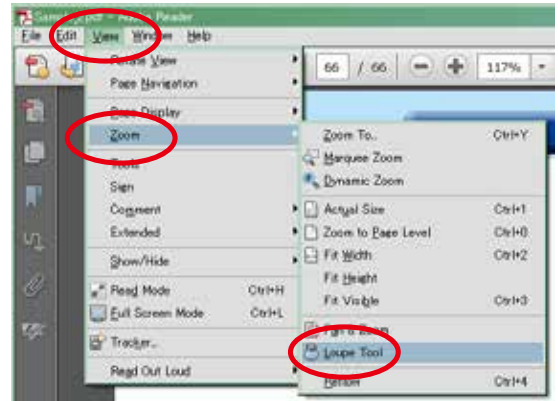 Reader
File Edit View Window Help
66 / 66 117%
Rotate View
Page Navigation
Page Display
Zoom
Tools
Sign
Comment
Extended
Show/Hide
Read Mode Ctrl+H
Full Screen Mode Ctrl+L
Tracker...
Read Out Loud
Zoom To.. Ctrl+Y
Marquee Zoom
Dynamic Zoom
Actual Size Ctrl+1
Zoom to Page Level Ctrl+0
Fit Width Ctrl+2
Fit Height
Fit Visible Ctrl+3
Pan & Zoom
Loupe Tool
Reflow Ctrl+4